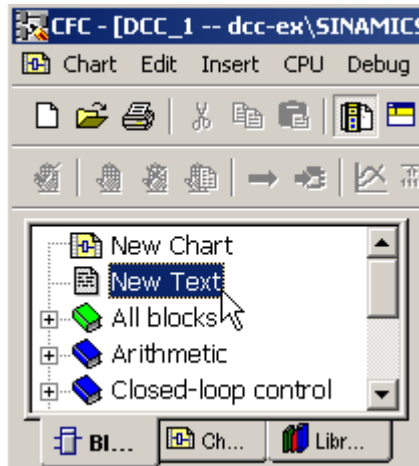 CFC - [DCC_1 -- dcc-ex\SINAMICS
Chart Edit Insert CPU Debug
New Chart
New Text
All blocks
Arithmetic
Closed-loop control
Bl... Ch... Libr...